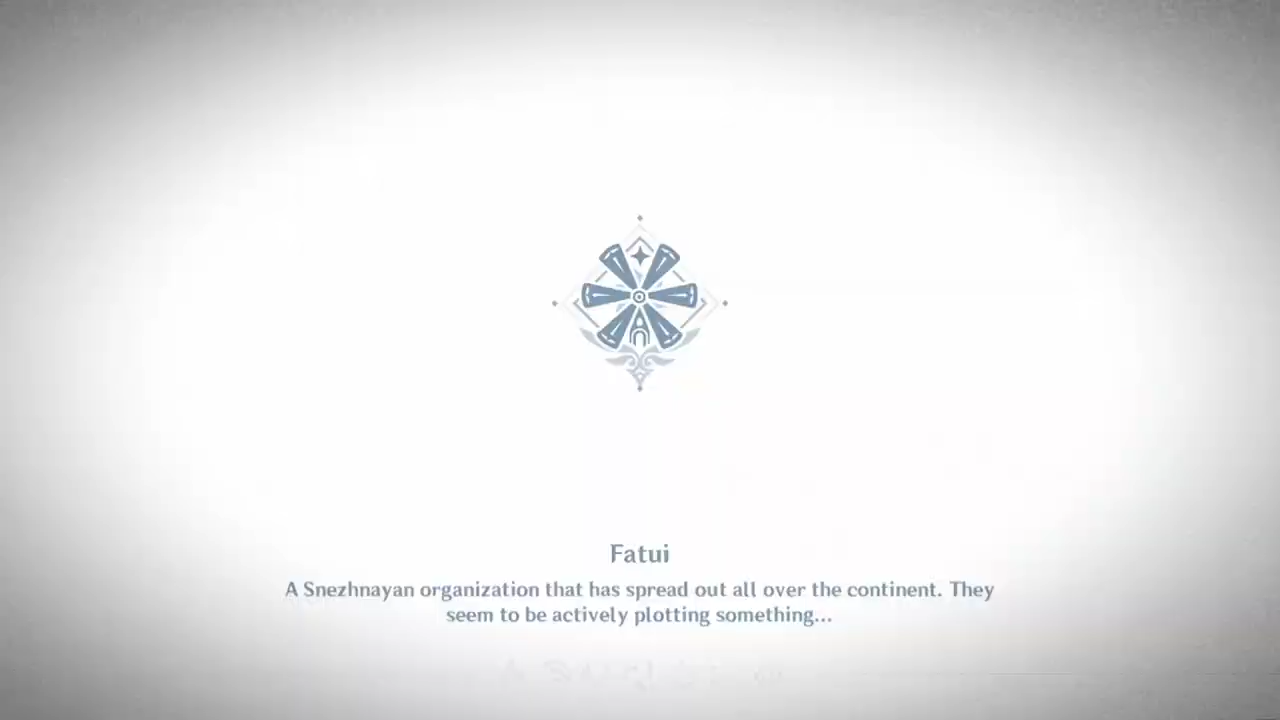 Fatui
A Snezhnayan organization that has spread out all over the continent. They
seem to be actively plotting something...